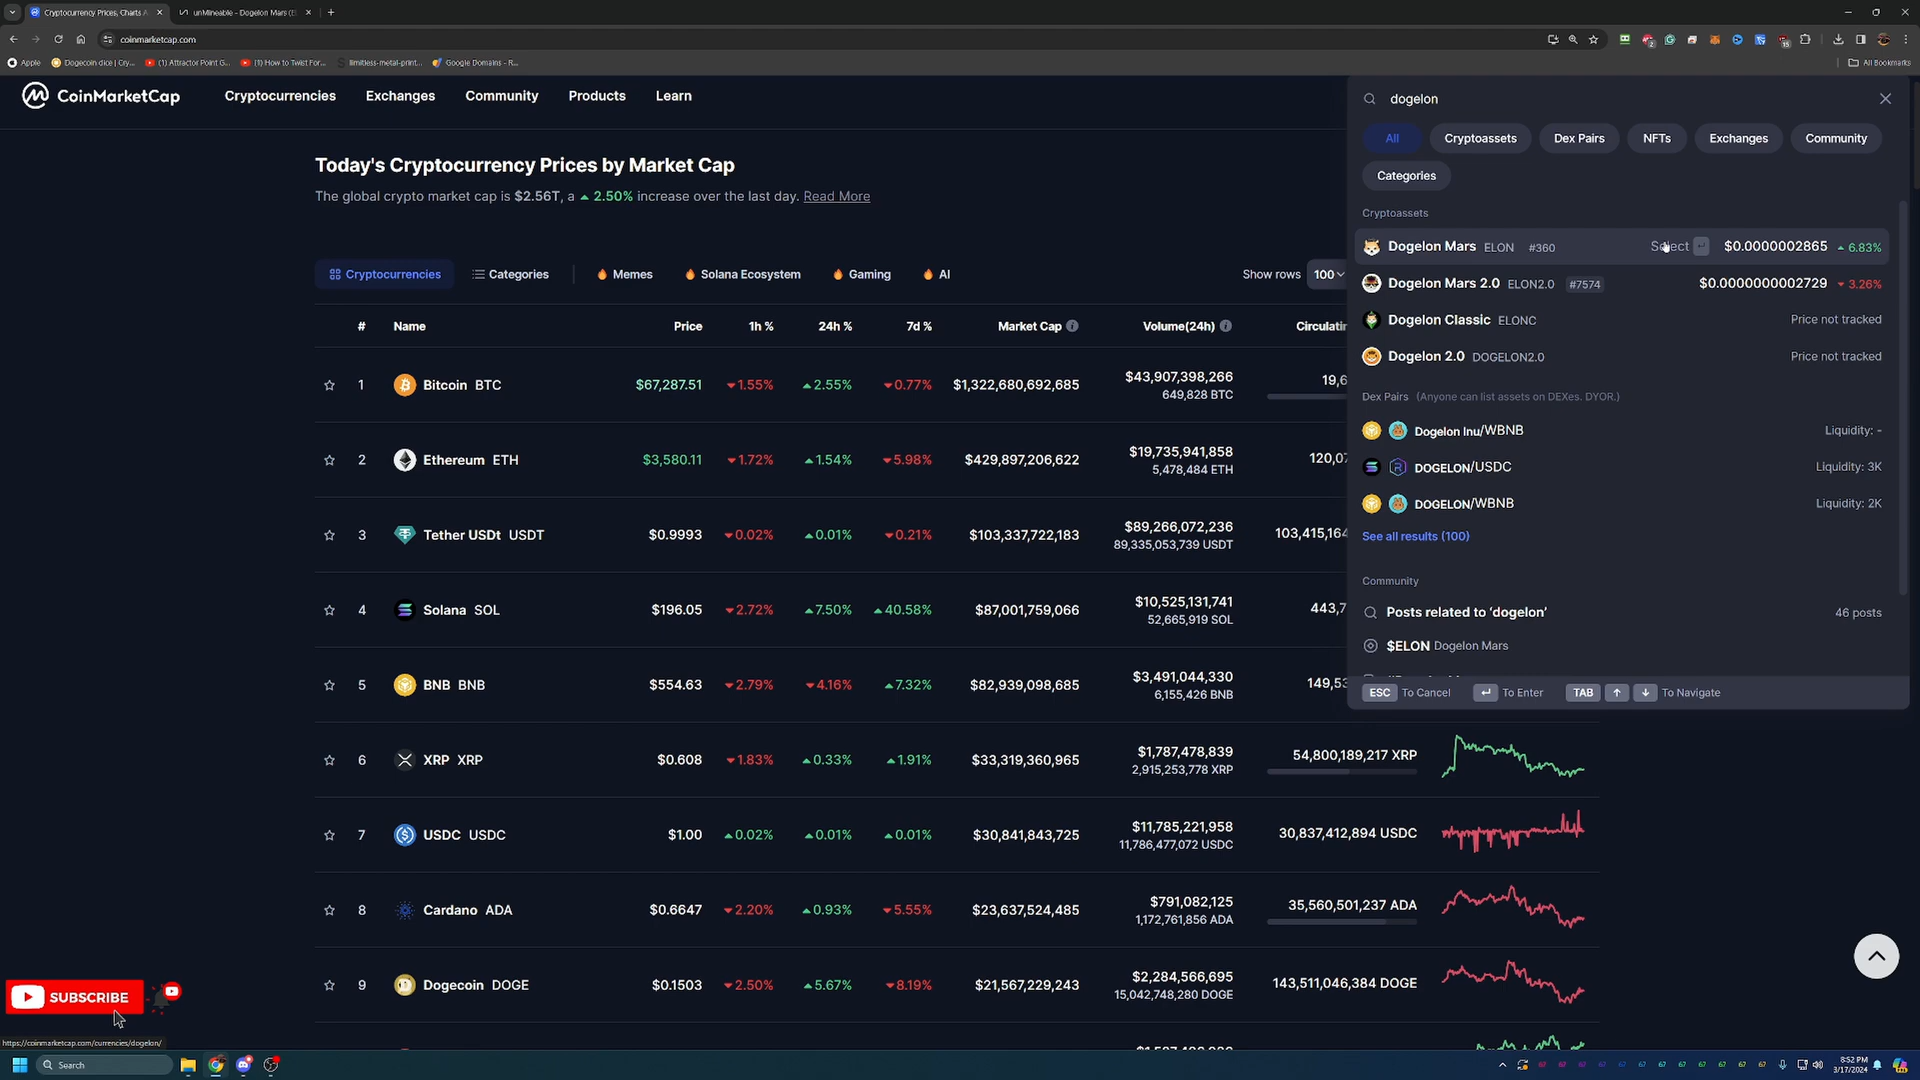 Cryptocurrency Prices, Charts A
unMineable - Dogelon Mars (E
coinmarketcap.com
Apple
Dogecoin dice | Cry...
(1) Attractor Point G...
(1) How to Twist For...
limitless-metal-print...
Google Domains - R...
All Bookmarks
CoinMarketCap
Cryptocurrencies
Exchanges
Community
Products
Learn
dogelon
All
Cryptoassets
Dex Pairs
NFTs
Exchanges
Community
Categories
Cryptoassets
Dogelon Mars ELON #360 Select $0.0000002865 6.83%
Dogelon Mars 2.0 ELON2.0 #7574 $0.0000000002729 3.26%
Dogelon Classic ELONC Price not tracked
Dogelon 2.0 DOGELON2.0 Price not tracked
Dex Pairs (Anyone can list assets on DEXes. DYOR.)
Dogelon Inu/WBNB Liquidity: -
DOGELON/USDC Liquidity: 3K
DOGELON/WBNB Liquidity: 2K
See all results (100)
Community
Posts related to ‘dogelon’ 46 posts
$ELON Dogelon Mars
ESC To Cancel To Enter TAB To Navigate
Today's Cryptocurrency Prices by Market Cap
The global crypto market cap is $2.56T, a 2.50% increase over the last day. Read More
Cryptocurrencies
Categories
Memes
Solana Ecosystem
Gaming
AI
Show rows 100
# Name Price 1h % 24h % 7d % Market Cap Volume(24h) Circulati
1 Bitcoin BTC $67,287.51 1.55% 2.55% 0.77% $1,322,680,692,685 $43,907,398,266 19,6
649,828 BTC
2 Ethereum ETH $3,580.11 1.72% 1.54% 5.98% $429,897,206,622 $19,735,941,858 120,07
5,478,484 ETH
3 Tether USDt USDT $0.9993 0.02% 0.01% 0.21% $103,337,722,183 $89,266,072,236 103,415,164
89,335,053,739 USDT
4 Solana SOL $196.05 2.72% 7.50% 40.58% $87,001,759,066 $10,525,131,741 443,7
52,665,919 SOL
5 BNB BNB $554.63 2.79% 4.16% 7.32% $82,939,098,685 $3,491,044,330 149,53
6,155,426 BNB
6 XRP XRP $0.608 1.83% 0.33% 1.91% $33,319,360,965 $1,787,478,839 54,800,189,217 XRP
2,915,253,778 XRP
7 USDC USDC $1.00 0.02% 0.01% 0.01% $30,841,843,725 $11,785,221,958 30,837,412,894 USDC
11,786,477,072 USDC
8 Cardano ADA $0.6647 2.20% 0.93% 5.55% $23,637,524,485 $791,082,125 35,560,501,237 ADA
1,172,761,856 ADA
9 Dogecoin DOGE $0.1503 2.50% 5.67% 8.19% $21,567,229,243 $2,284,566,695 143,511,046,384 DOGE
15,042,748,280 DOGE
SUBSCRIBE
https://coinmarketcap.com/currencies/dogelon/
Search
8:52 PM
3/17/2024